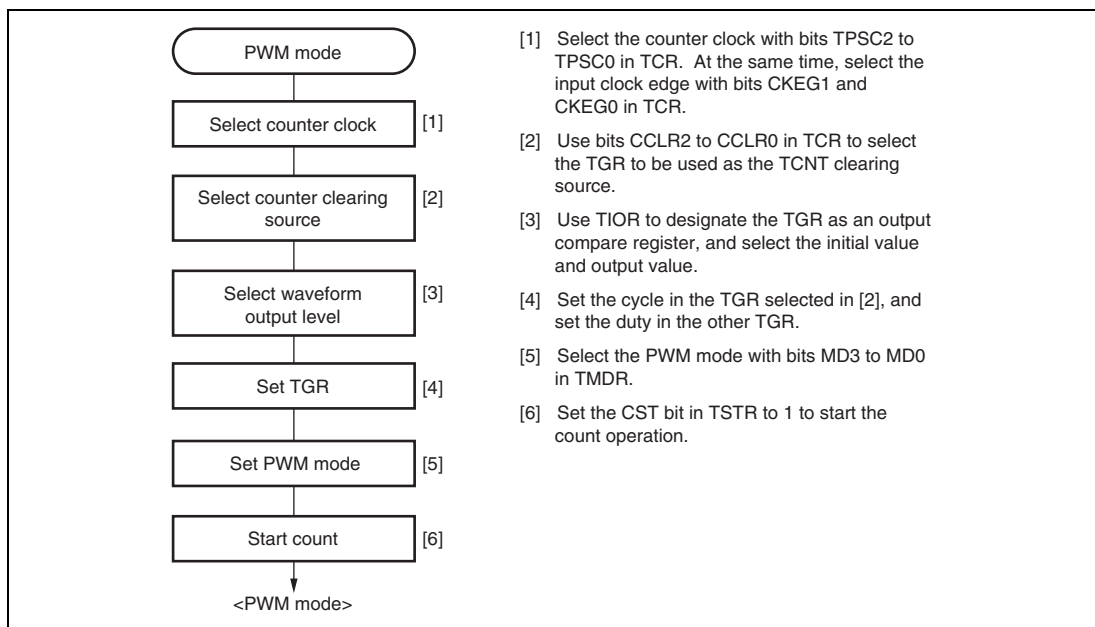 PWM mode
Select counter clock
[1]
Select counter clearing
source
[2]
Select waveform
output level
[3]
Set TGR
[4]
Set PWM mode
[5]
Start count
[6]
<PWM mode>
[1] Select the counter clock with bits TPSC2 to
TPSC0 in TCR. At the same time, select the
input clock edge with bits CKEG1 and
CKEG0 in TCR.
[2] Use bits CCLR2 to CCLR0 in TCR to select
the TGR to be used as the TCNT clearing
source.
[3] Use TIOR to designate the TGR as an output
compare register, and select the initial value
and output value.
[4] Set the cycle in the TGR selected in [2], and
set the duty in the other TGR.
[5] Select the PWM mode with bits MD3 to MD0
in TMDR.
[6] Set the CST bit in TSTR to 1 to start the
count operation.